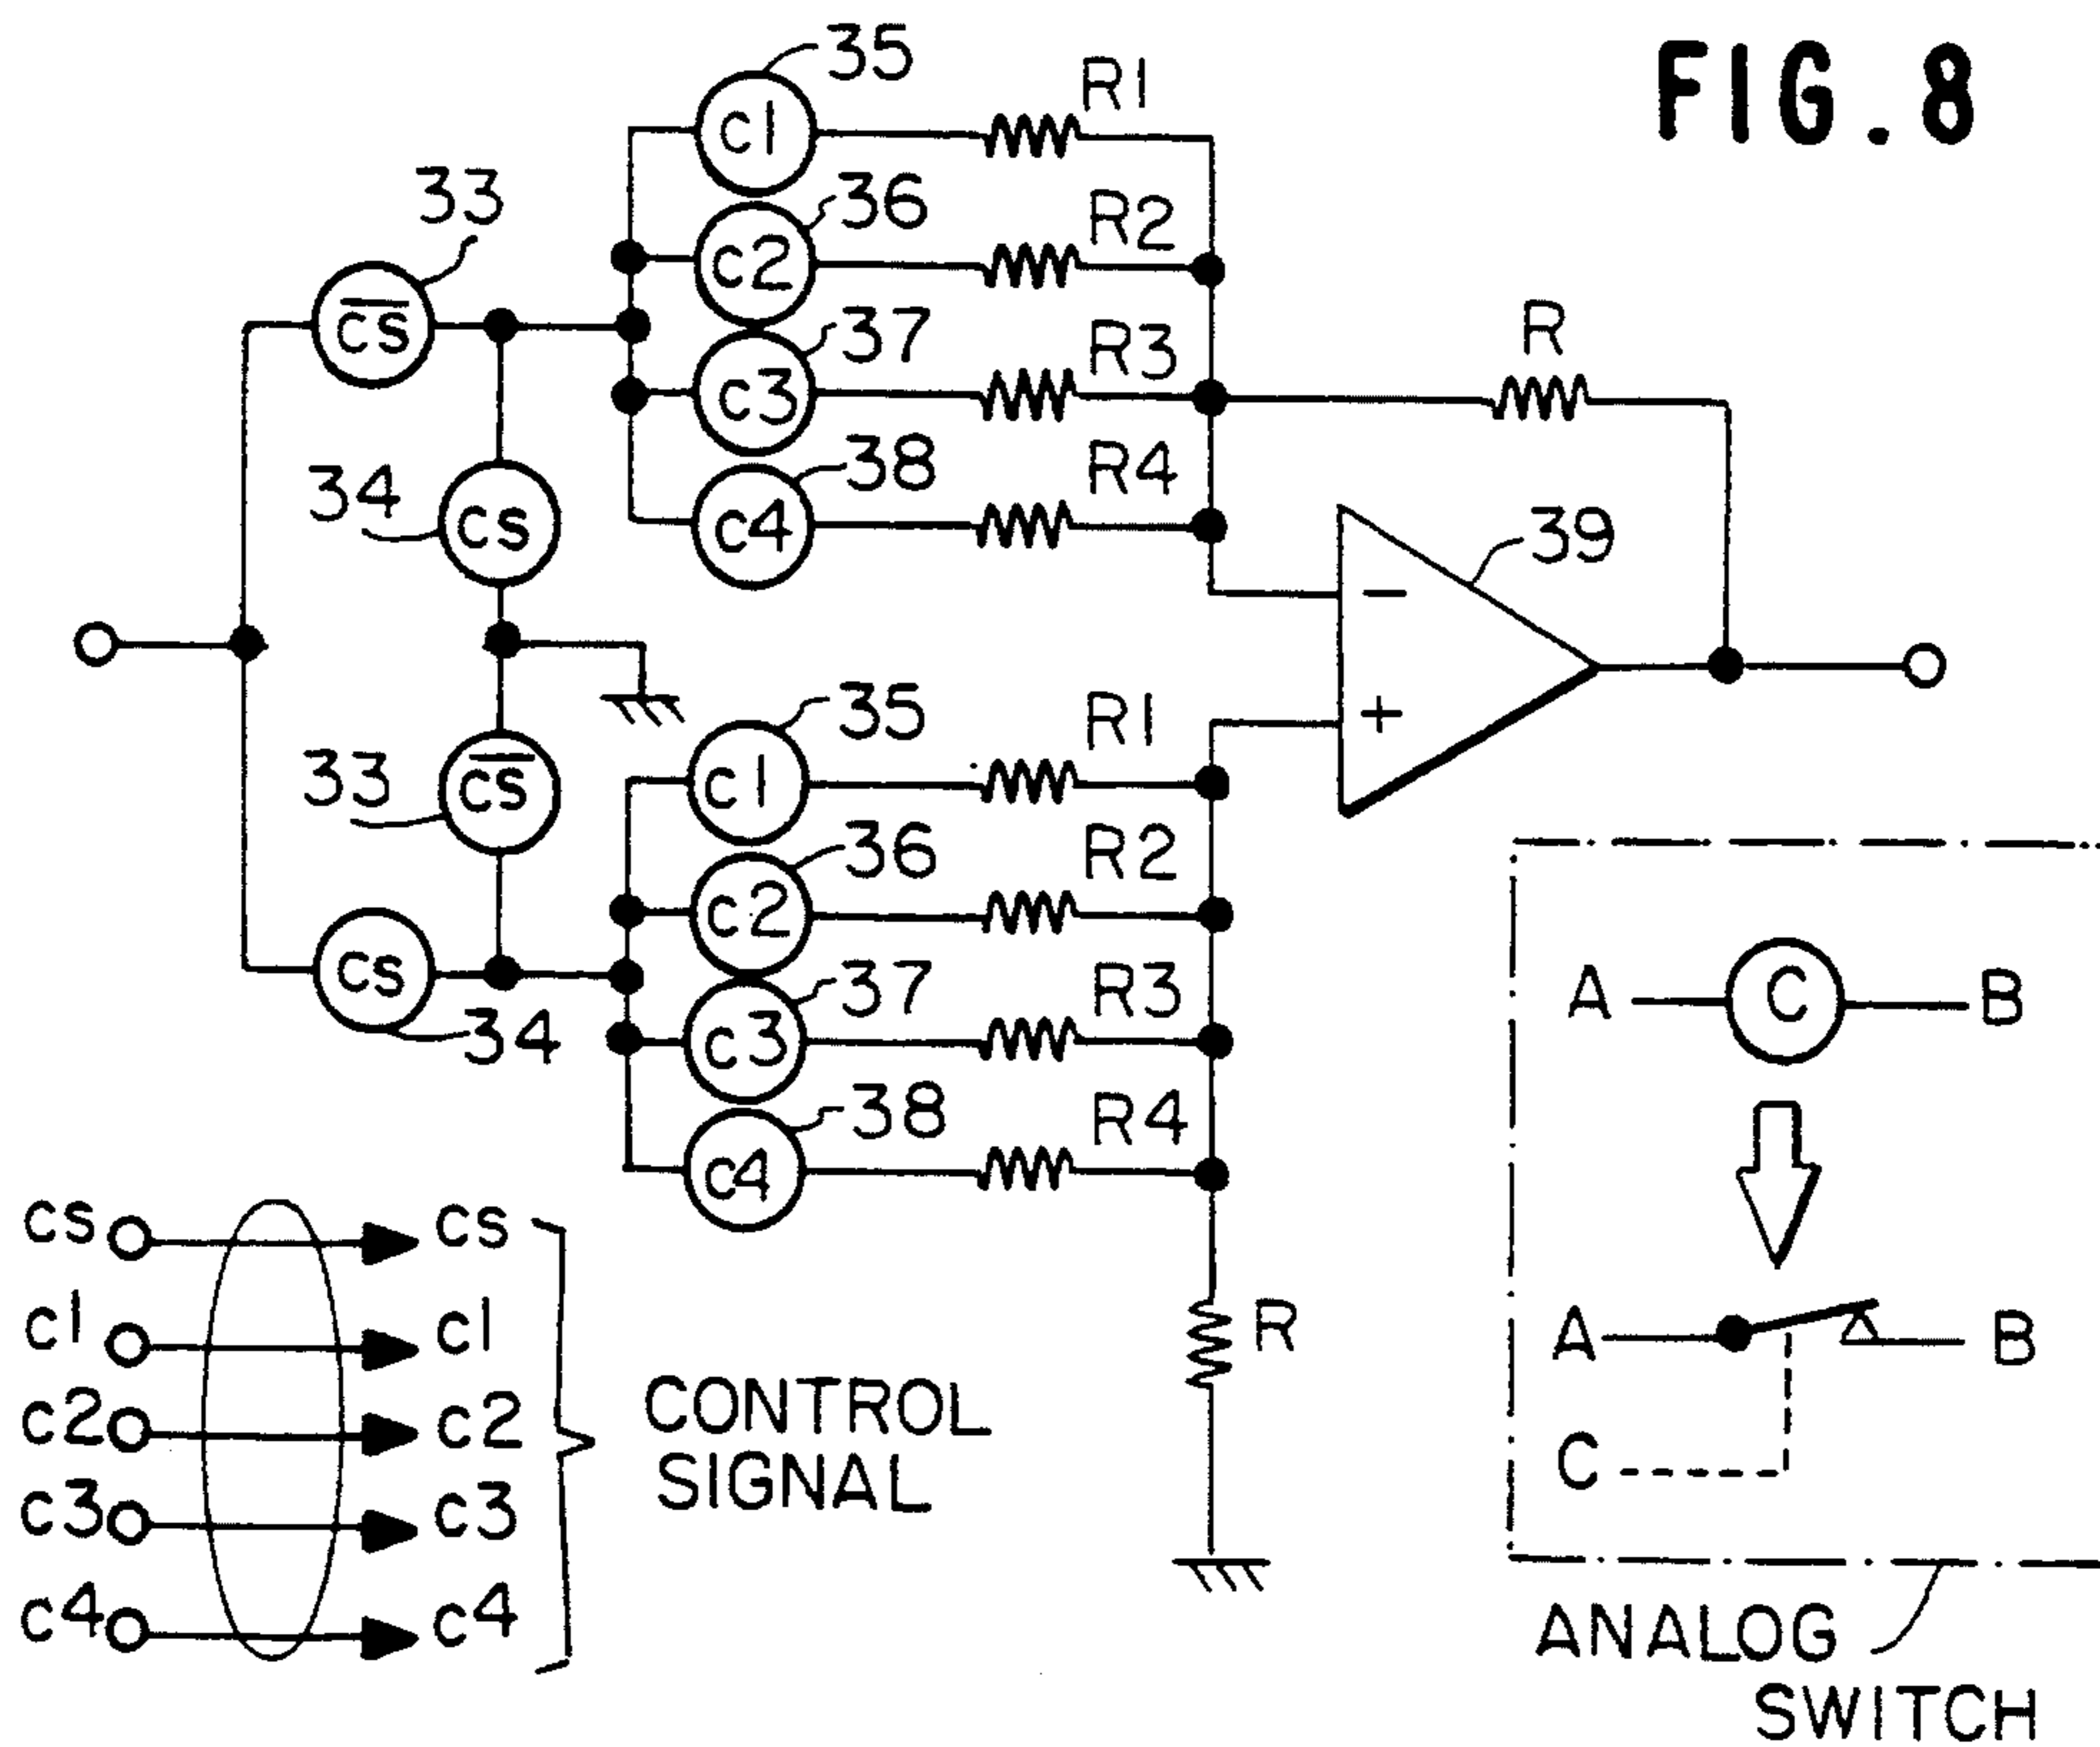 FIG. 8
35
R1
c1
36
R2
33
c2
37
R3
R
c̅s̅
c3
38
R4
34
cs
c4
39
−
+
35
R1
33
c̅s̅
c1
36
R2
c2
37
R3
cs
34
c3
38
R4
c4
R
A C B
A B
C
ANALOG
SWITCH
cs cs
c1 c1
c2 c2
c3 c3
c4 c4
CONTROL
SIGNAL